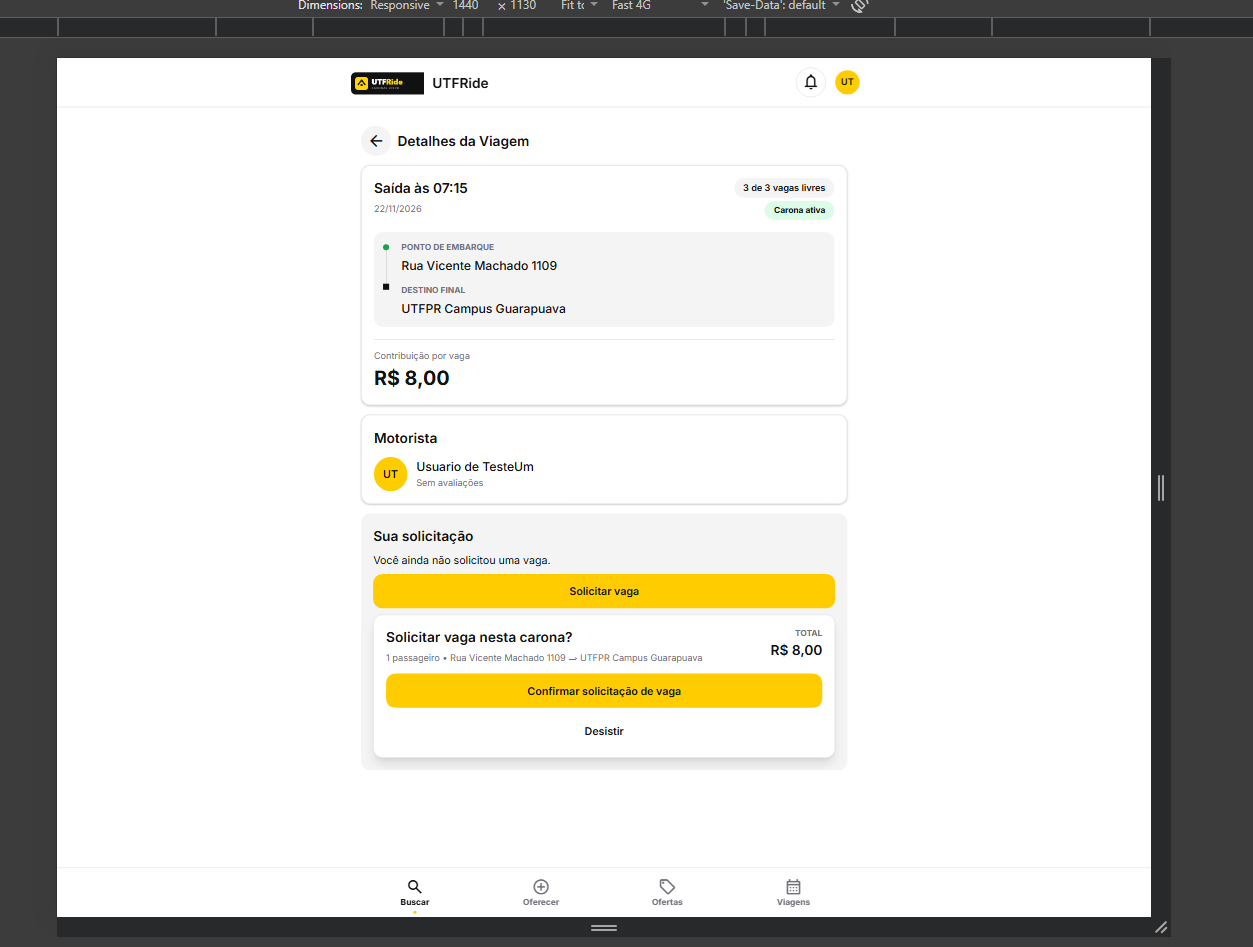 Dimensions: Responsive 1440 × 1130 Fit to Fast 4G 'Save-Data': default
UTFRide UTFRide UT
Detalhes da Viagem
Saída às 07:15 3 de 3 vagas livres
22/11/2026 Carona ativa
PONTO DE EMBARQUE
Rua Vicente Machado 1109
DESTINO FINAL
UTFPR Campus Guarapuava
Contribuição por vaga
R$ 8,00
Motorista
UT Usuario de TesteUm
Sem avaliações
Sua solicitação
Você ainda não solicitou uma vaga.
Solicitar vaga
Solicitar vaga nesta carona? TOTAL
1 passageiro • Rua Vicente Machado 1109 → UTFPR Campus Guarapuava R$ 8,00
Confirmar solicitação de vaga
Desistir
Buscar Oferecer Ofertas Viagens